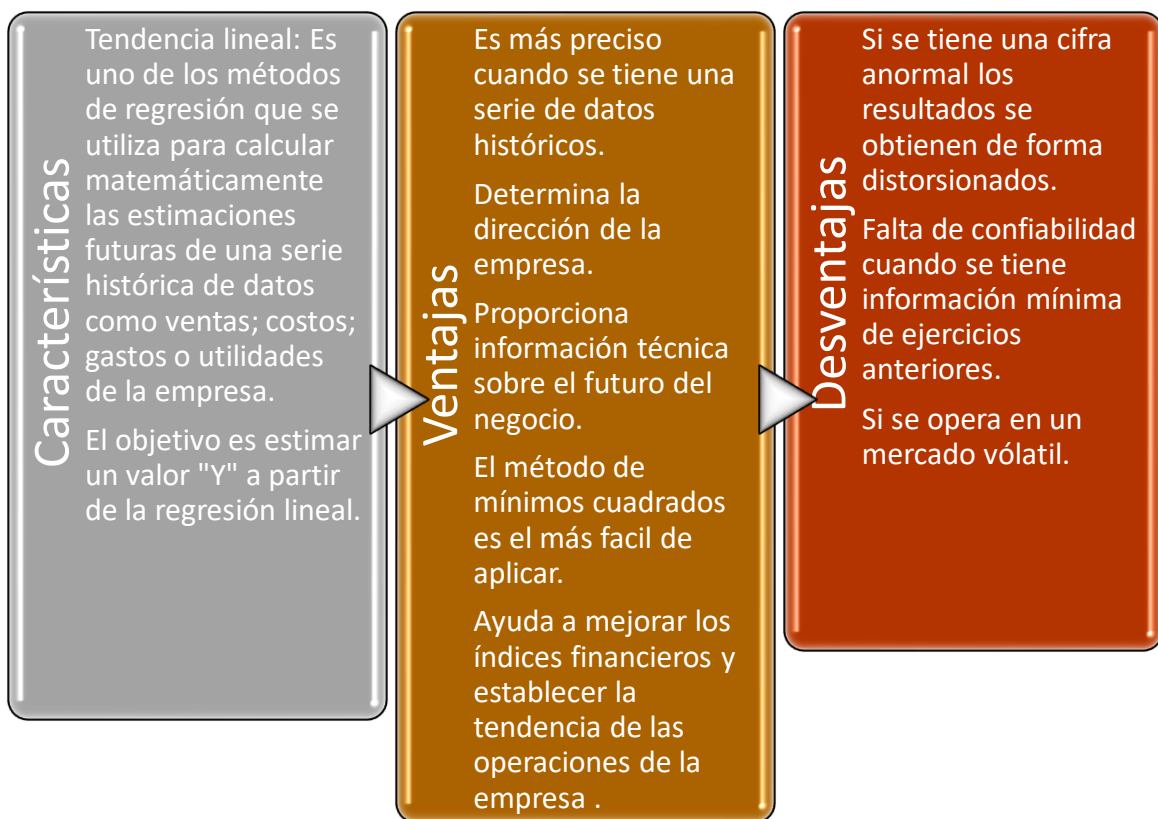 Características
Tendencia lineal: Es
uno de los métodos
de regresión que se
utiliza para calcular
matemáticamente
las estimaciones
futuras de una serie
histórica de datos
como ventas; costos;
gastos o utilidades
de la empresa.
El objetivo es estimar
un valor "Y" a partir
de la regresión lineal.
Ventajas
Es más preciso
cuando se tiene una
serie de datos
históricos.
Determina la
dirección de la
empresa.
Proporciona
información técnica
sobre el futuro del
negocio.
El método de
mínimos cuadrados
es el más facil de
aplicar.
Ayuda a mejorar los
índices financieros y
establecer la
tendencia de las
operaciones de la
empresa .
Desventajas
Si se tiene una cifra
anormal los
resultados se
obtienen de forma
distorsionados.
Falta de confiabilidad
cuando se tiene
información mínima
de ejercicios
anteriores.
Si se opera en un
mercado vólatil.